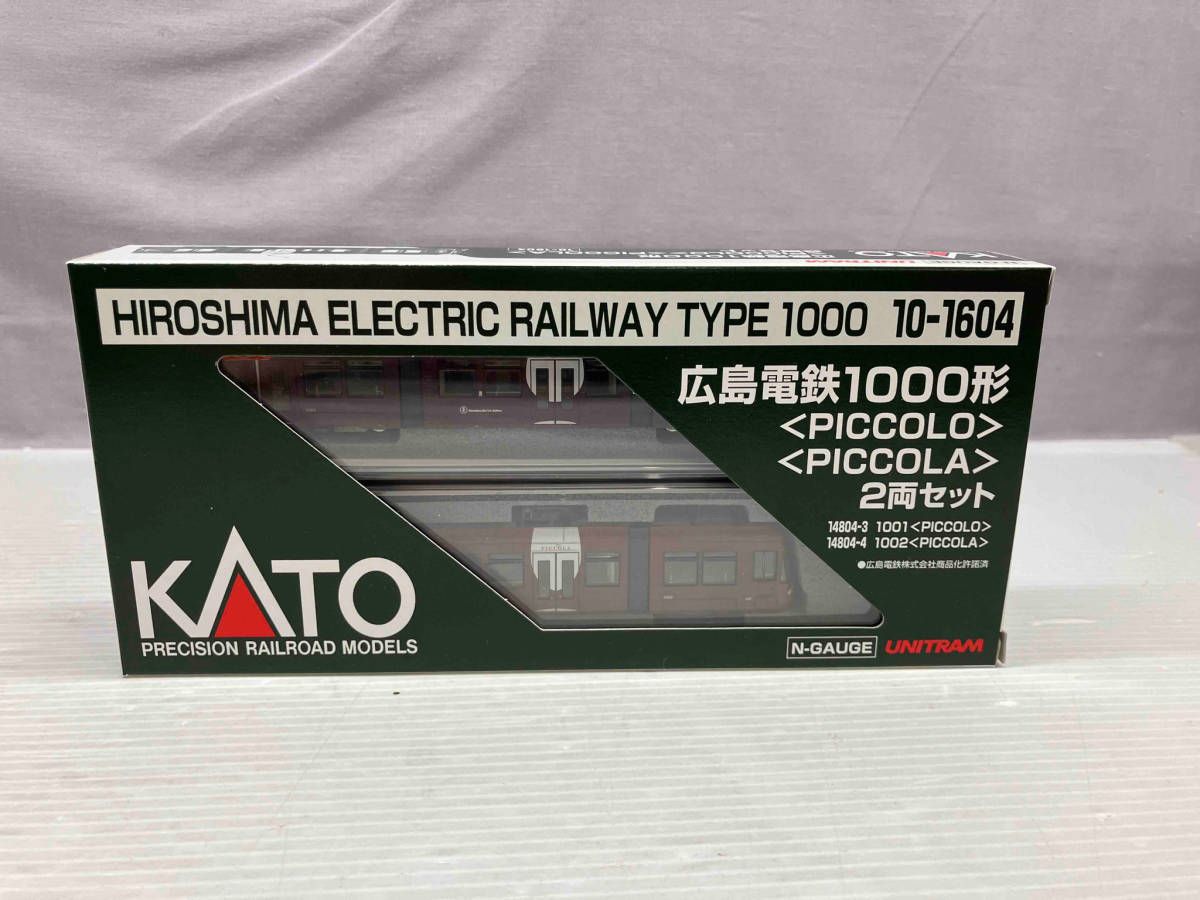 HIROSHIMA ELECTRIC RAILWAY TYPE 1000 10-1604
広島電鉄1000形
<PICCOLO>
<PICCOLA>
2両セット
14804-3 1001<PICCOLO>
14804-4 1002<PICCOLA>
●広島電鉄株式会社商品化許諾済
PICCOLA
KATO
PRECISION RAILROAD MODELS
N-GAUGE UNITRAM